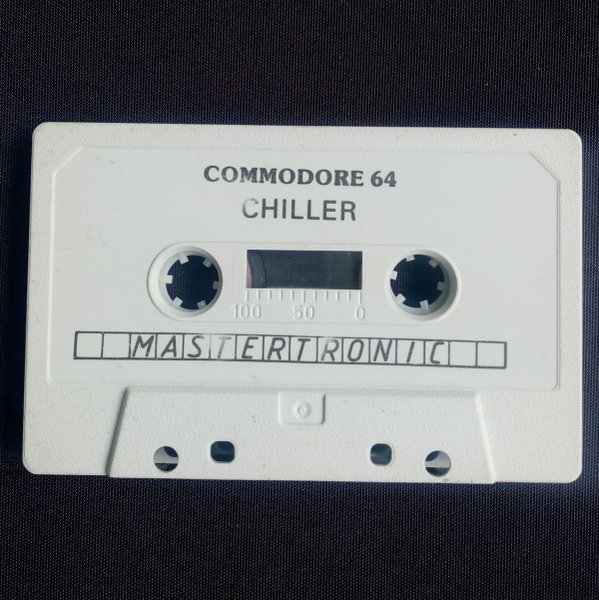 COMMODORE 64
CHILLER
100 50 0
MASTERTRONIC